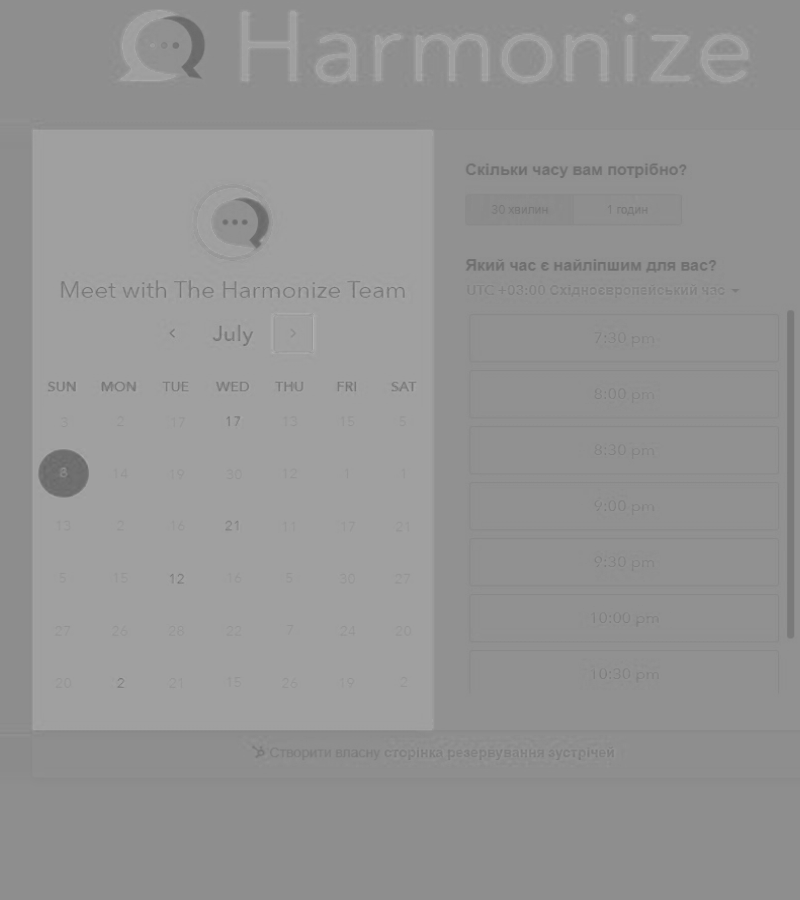 Harmonize
Meet with The Harmonize Team
July
SUN MON TUE WED THU FRI SAT
3 2 17 17 13 15 5
8 14 19 30 12 1 1
13 2 16 21 11 17 21
5 15 12 16 5 30 27
27 26 28 22 7 24 20
20 2 21 15 26 19 2
Скільки часу вам потрібно?
30 хвилин 1 годин
Який час є найліпшим для вас?
UTC +03:00 Східноєвропейський час
7:30 pm
8:00 pm
8:30 pm
9:00 pm
9:30 pm
10:00 pm
10:30 pm
Створити власну сторінка резервування зустрічей